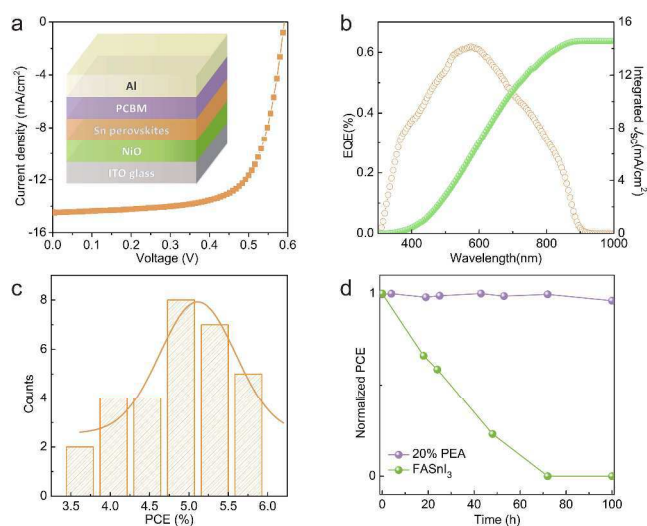 a
Current density (mA/cm²)
0
-4
-8
-12
-16
0.0
0.1
0.2
0.3
0.4
0.5
0.6
Voltage (V)
Al
PCBM
Sn perovskites
NiO
ITO glass
b
EQE(%)
0.6
0.4
0.2
0.0
400
600
800
1000
Wavelength(nm)
16
12
8
4
0
Integrated Jsc(mA/cm²)
c
Counts
8
6
4
2
0
3.5
4.0
4.5
5.0
5.5
6.0
PCE (%)
d
Normalized PCE
1
0
20% PEA
FASnI₃
0
20
40
60
80
100
Time (h)